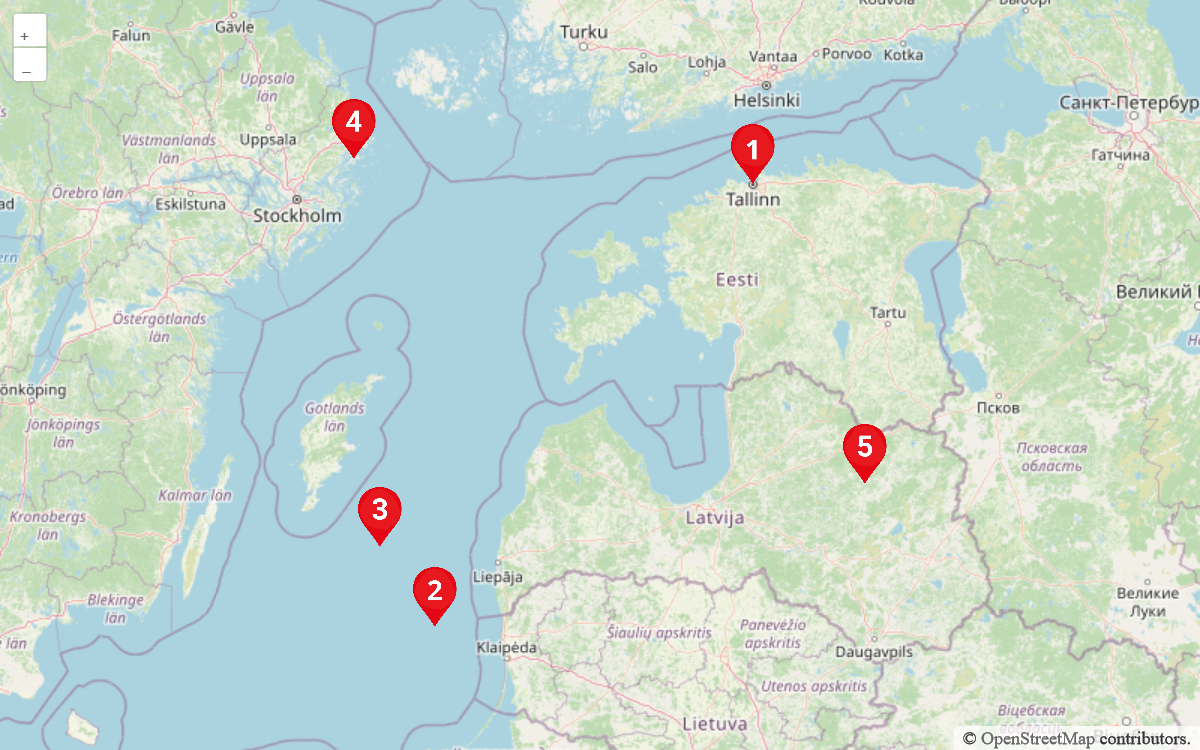 Gävle
Falun
Turku
Salo
Lohja
Vantaa
Porvoo
Kotka
Helsinki
+
–
Uppsala
län
Västmanlands
län
Uppsala
4
1
Санкт-Петербург
Гатчина
Örebro län
Eskilstuna
Stockholm
Tallinn
Östergötlands
län
Eesti
Tartu
Великий
Jönköpings
län
Gotlands
län
Псков
Псковская
область
5
Kalmar län
Kronobergs
län
3
Latvija
2
Liepāja
Blekinge
län
Klaipėda
Šiaulių apskritis
Panevėžio
apskritis
Daugavpils
Великие
Луки
Utenos apskritis
Lietuva
Віцебская
© OpenStreetMap contributors.